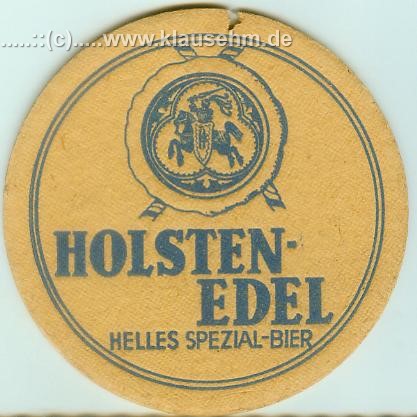 .....::(c).....www.klausehm.de
HOLSTEN-
EDEL
HELLES SPEZIAL-BIER